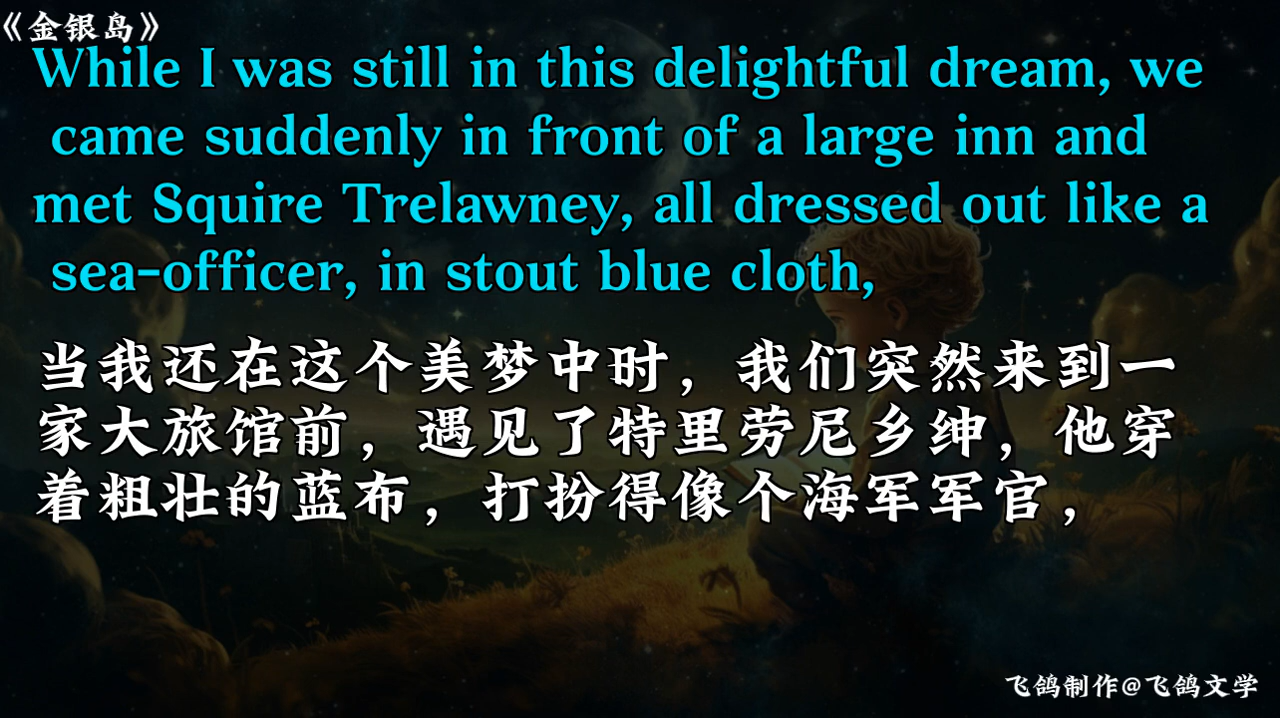 《金银岛》
While I was still in this delightful dream, we
came suddenly in front of a large inn and
met Squire Trelawney, all dressed out like a
sea-officer, in stout blue cloth,
当我还在这个美梦中时，我们突然来到一
家大旅馆前，遇见了特里劳尼乡绅，他穿
着粗壮的蓝布，打扮得像个海军军官，
飞鸽制作@飞鸽文学